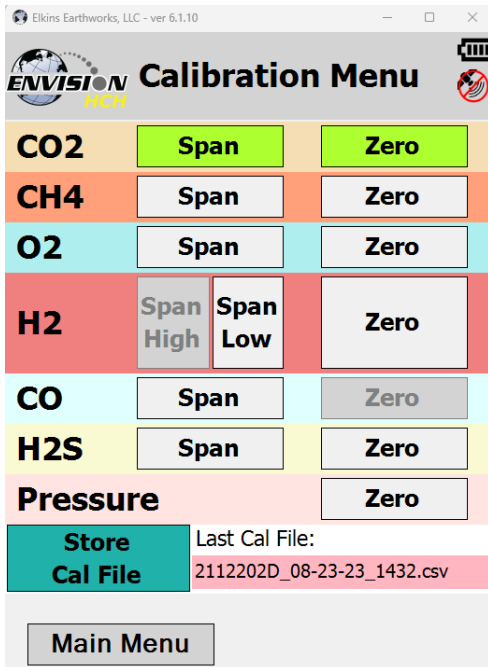 Elkins Earthworks, LLC - ver 6.1.10
ENVISION
HCH
Calibration Menu
CO2 Span Zero
CH4 Span Zero
O2 Span Zero
H2 Span High Span Low Zero
CO Span Zero
H2S Span Zero
Pressure Zero
Store
Cal File
Last Cal File:
2112202D_08-23-23_1432.csv
Main Menu